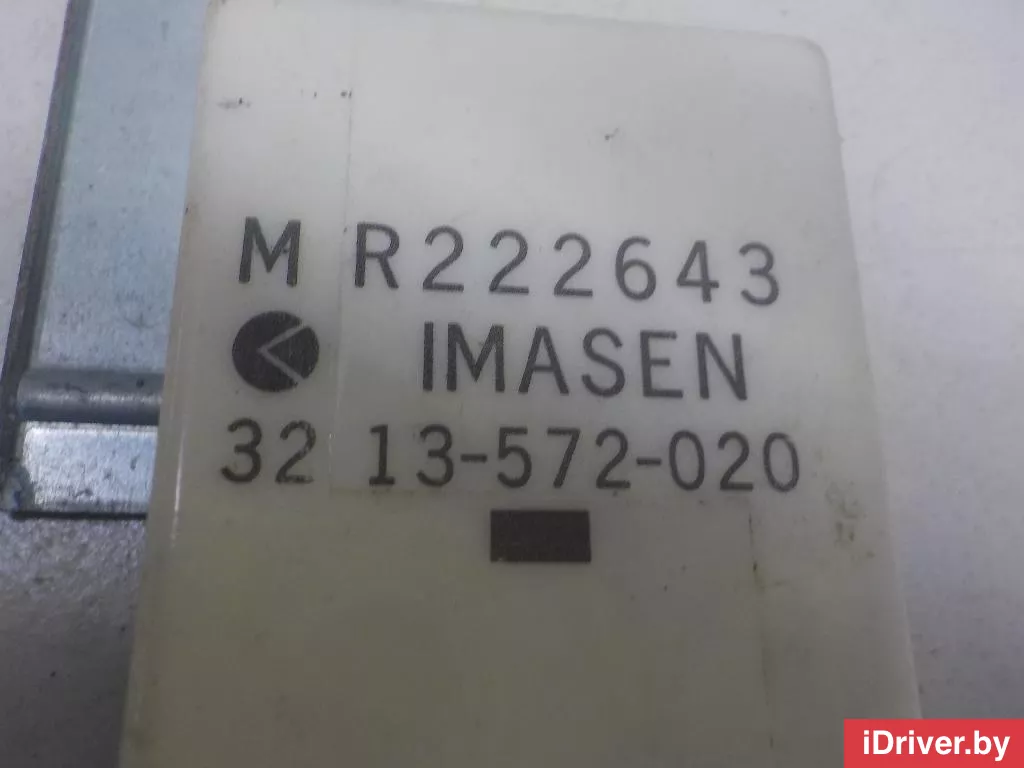 M R222643
IMASEN
32 13-572-020
iDriver.by